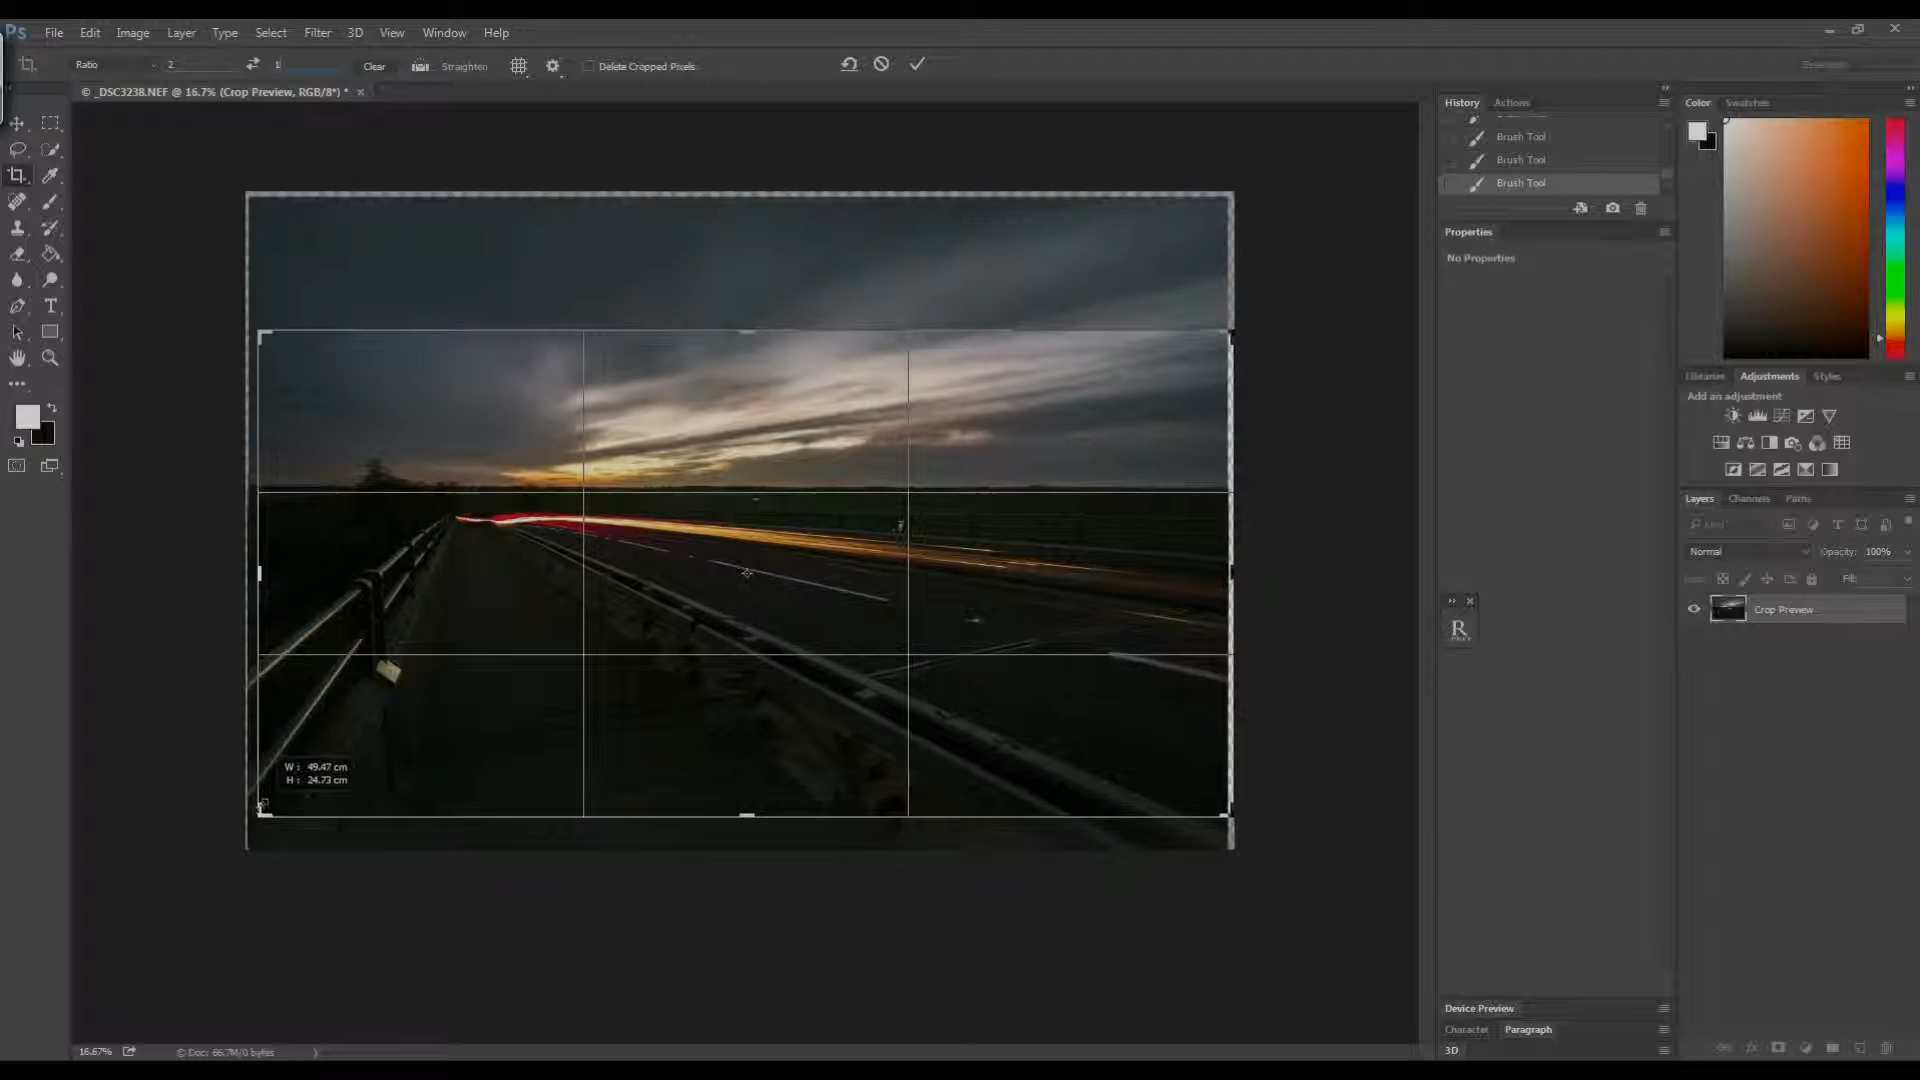 Ps File Edit Image Layer Type Select Filter 3D View Window Help
Ratio 2 1 Clear Straighten Delete Cropped Pixels
© _DSC3238.NEF @ 16.7% (Crop Preview, RGB/8*) * ×
History Actions
Color Swatches
Brush Tool
Brush Tool
Brush Tool
Properties
No Properties
Libraries Adjustments Styles
Add an adjustment
Layers Channels Paths
Kind
Normal Opacity: 100%
Fill:
Crop Preview
R
W: 49.47 cm
H: 24.73 cm
Device Preview
Character Paragraph
3D
16.67% © Doc: 66.7M/0 bytes